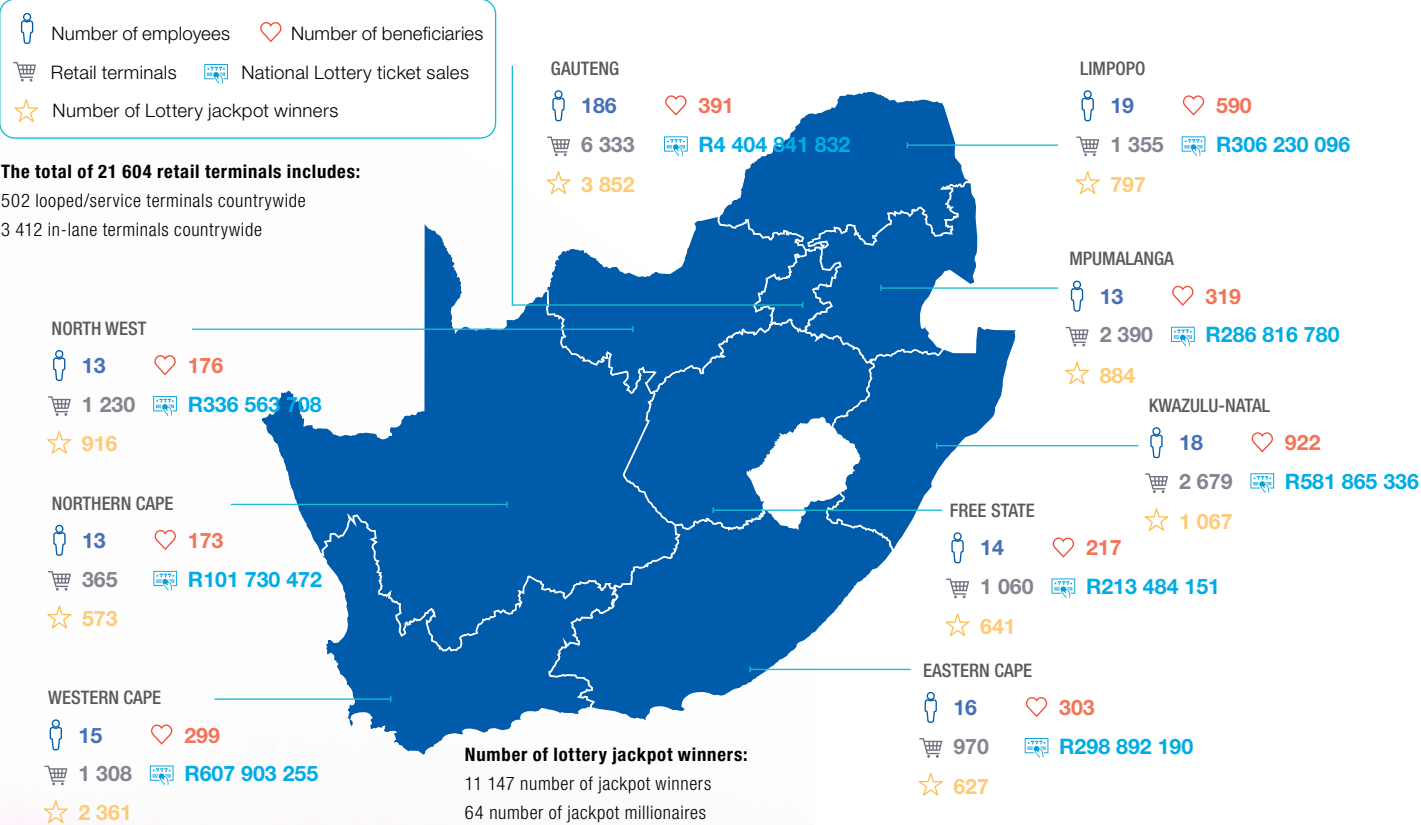 Number of employees
Number of beneficiaries
Retail terminals
National Lottery ticket sales
Number of Lottery jackpot winners
The total of 21 604 retail terminals includes:
502 looped/service terminals countrywide
3 412 in-lane terminals countrywide
GAUTENG
186 391
6 333 R4 404 841 832
3 852
LIMPOPO
19 590
1 355 R306 230 096
797
MPUMALANGA
13 319
2 390 R286 816 780
884
NORTH WEST
13 176
1 230 R336 563 708
916
KWAZULU-NATAL
18 922
2 679 R581 865 336
1 067
NORTHERN CAPE
13 173
365 R101 730 472
573
FREE STATE
14 217
1 060 R213 484 151
641
EASTERN CAPE
16 303
970 R298 892 190
627
WESTERN CAPE
15 299
1 308 R607 903 255
2 361
Number of lottery jackpot winners:
11 147 number of jackpot winners
64 number of jackpot millionaires